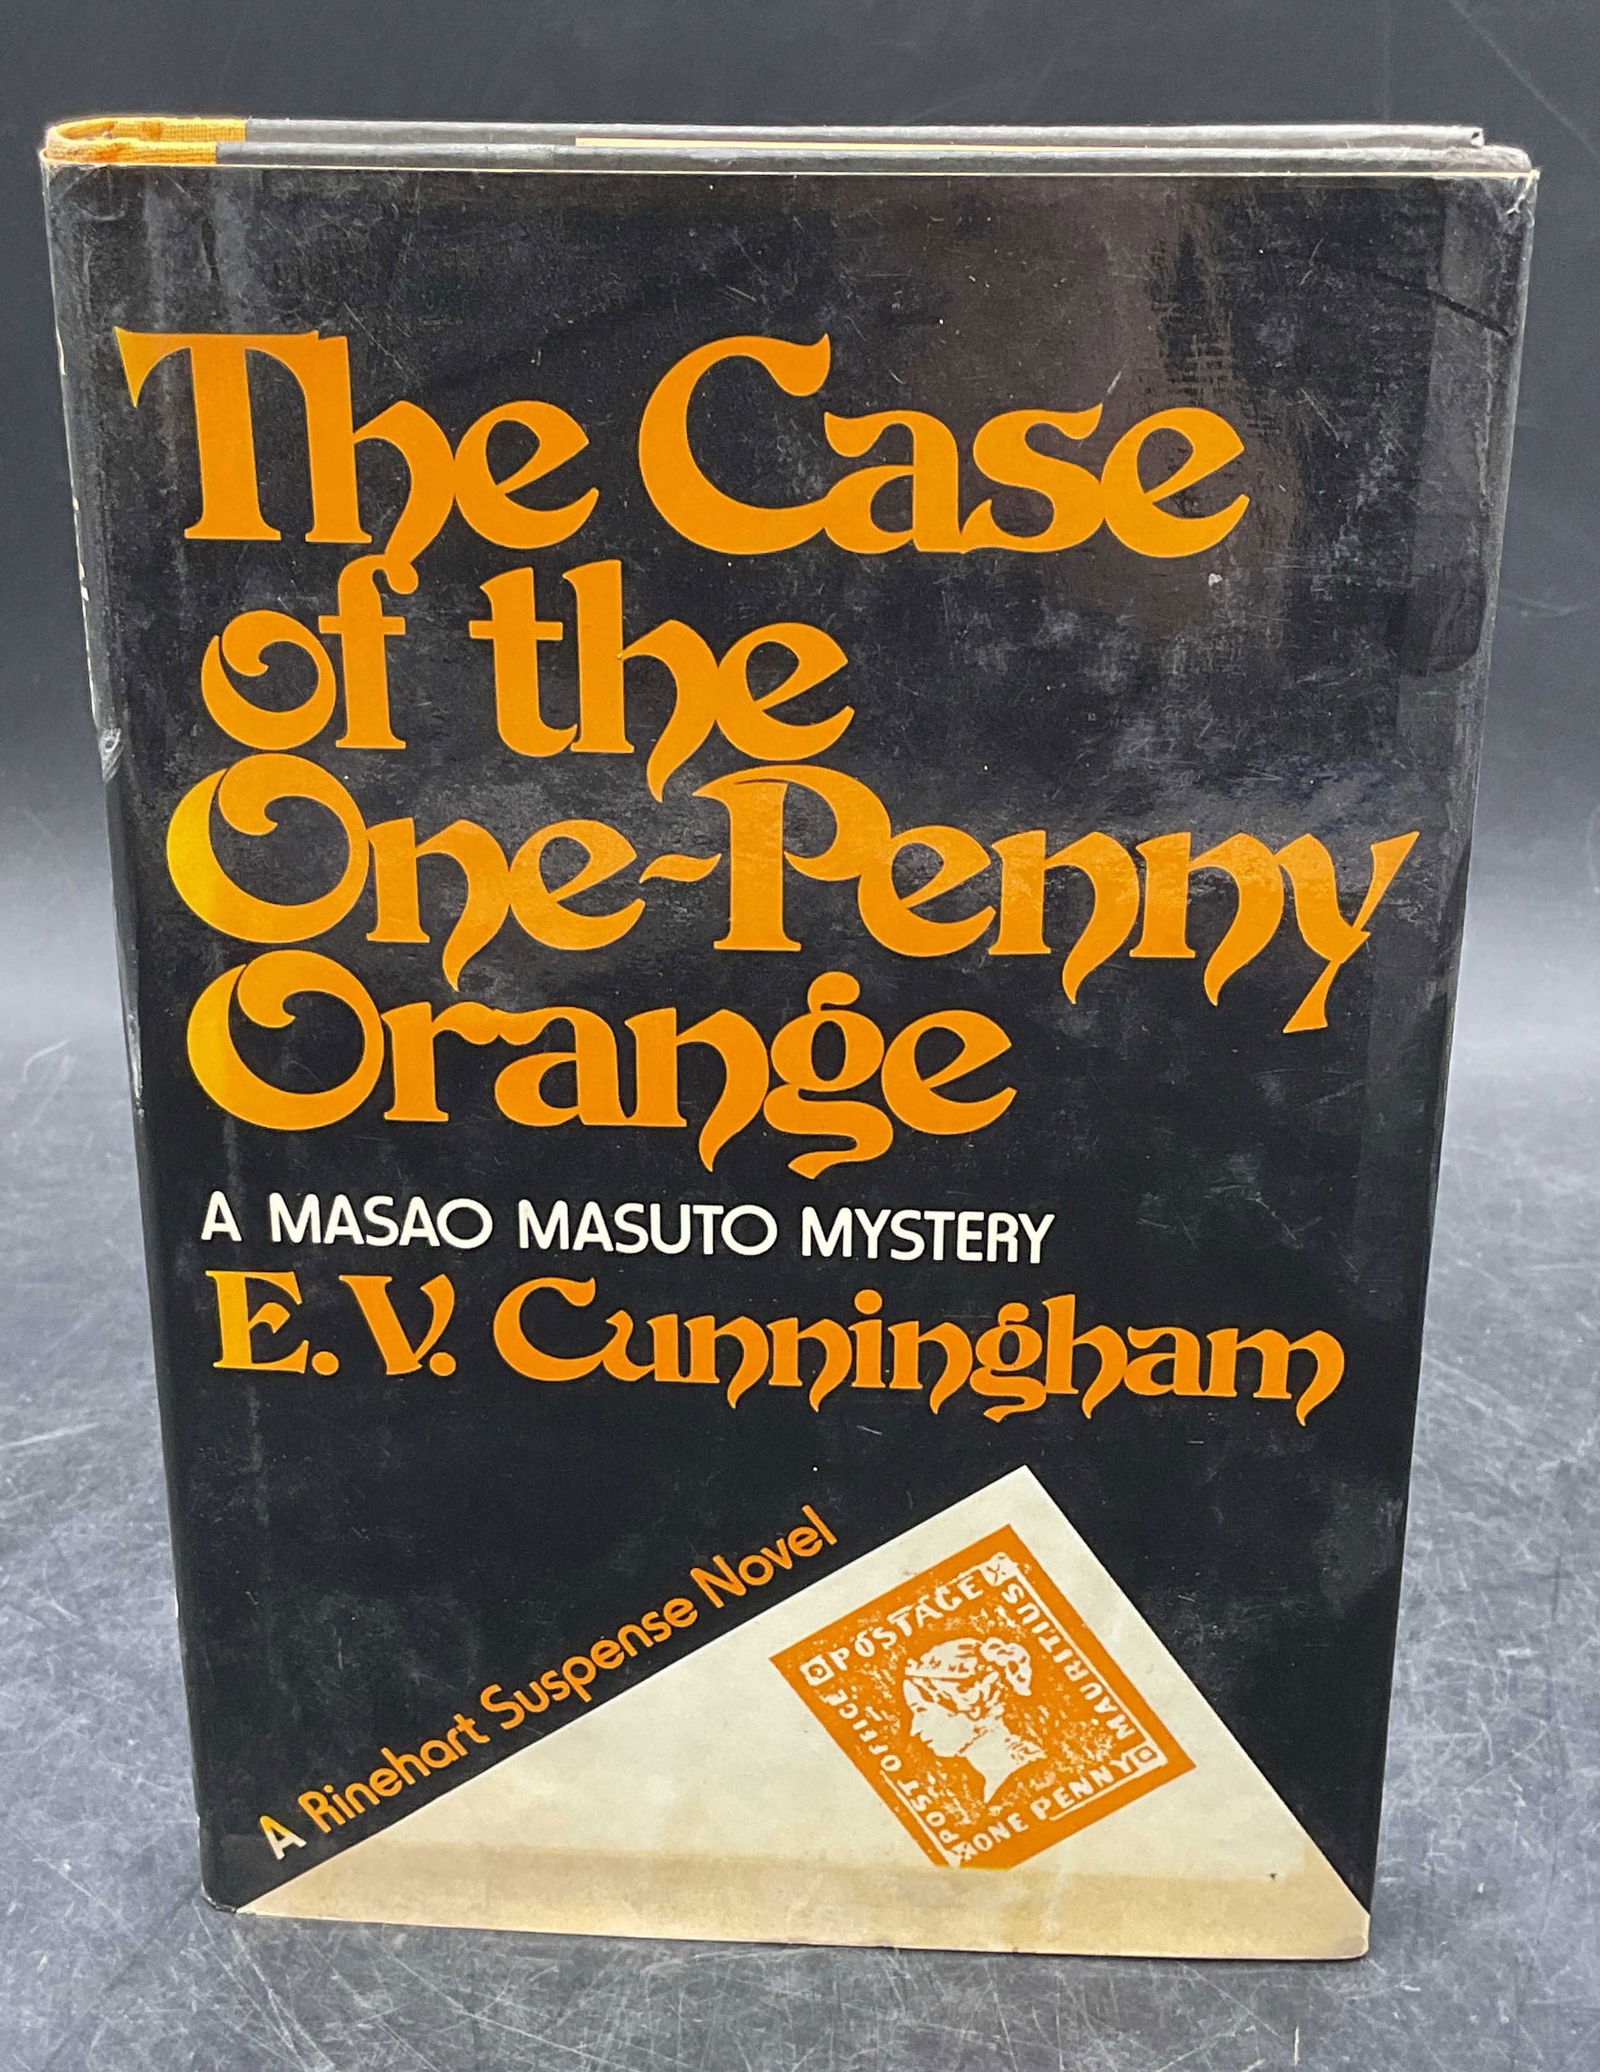 The Case
of the
One-Penny
Orange
A MASAO MASUTO MYSTERY
E.V. Cunningham
A Rinehart Suspense Novel
POSTAGE
MAURITIUS
POST OFFICE
ONE PENNY